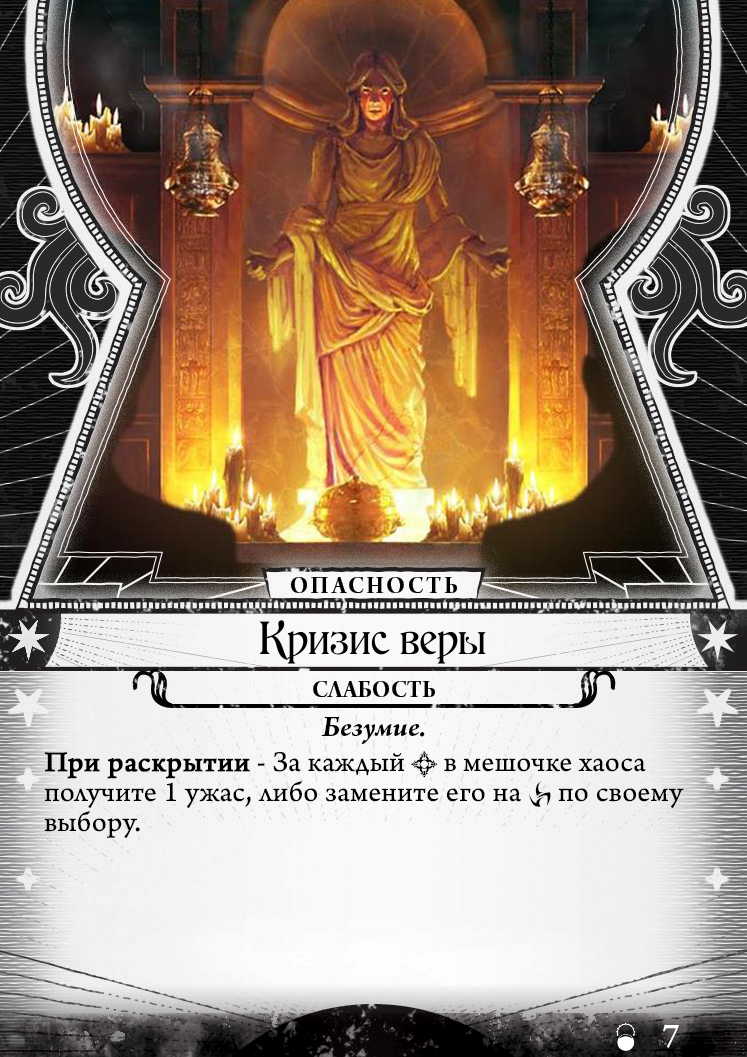 ОПАСНОСТЬ
Кризис веры
СЛАБОСТЬ
Безумие.
При раскрытии - За каждый в мешочке хаоса
получите 1 ужас, либо замените его на по своему
выбору.
7